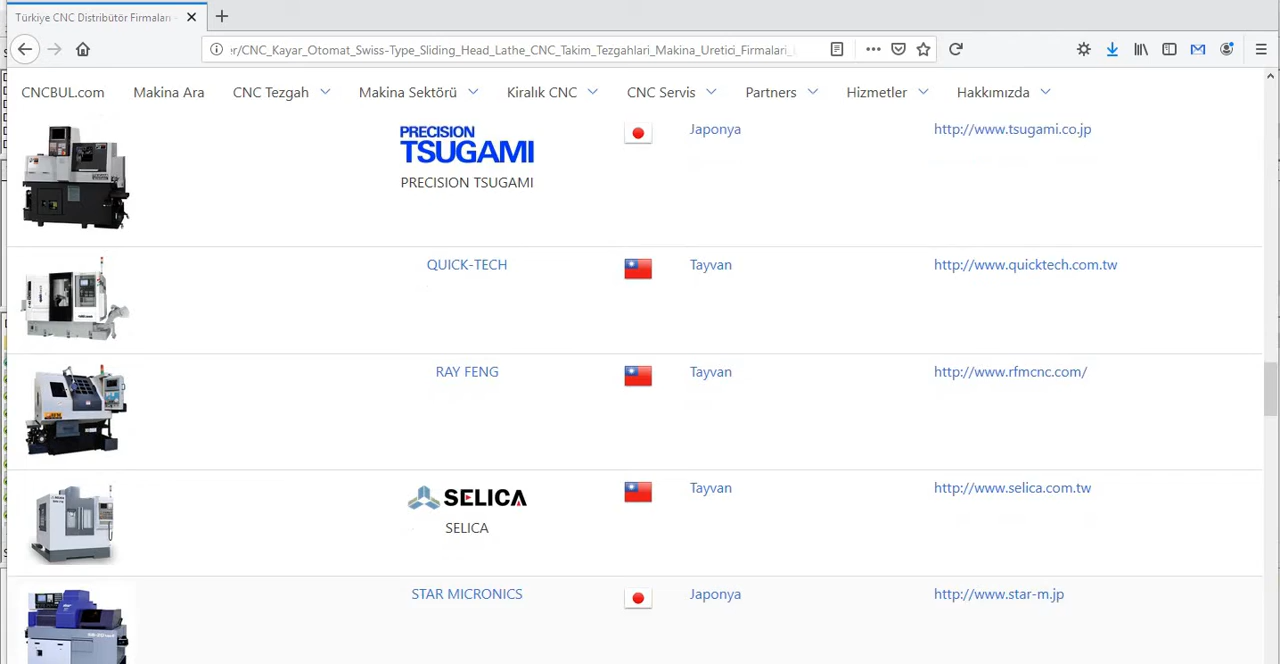 Türkiye CNC Distribütör Firmaları
er/CNC_Kayar_Otomat_Swiss-Type_Sliding_Head_Lathe_CNC_Takim_Tezgahlari_Makina_Uretici_Firmalari_
CNCBUL.com Makina Ara CNC Tezgah Makina Sektörü Kiralık CNC CNC Servis Partners Hizmetler Hakkımızda
PRECISION
TSUGAMI
PRECISION TSUGAMI
Japonya
http://www.tsugami.co.jp
QUICK-TECH
Tayvan
http://www.quicktech.com.tw
RAY FENG
Tayvan
http://www.rfmcnc.com/
SELICA
SELICA
Tayvan
http://www.selica.com.tw
STAR MICRONICS
Japonya
http://www.star-m.jp